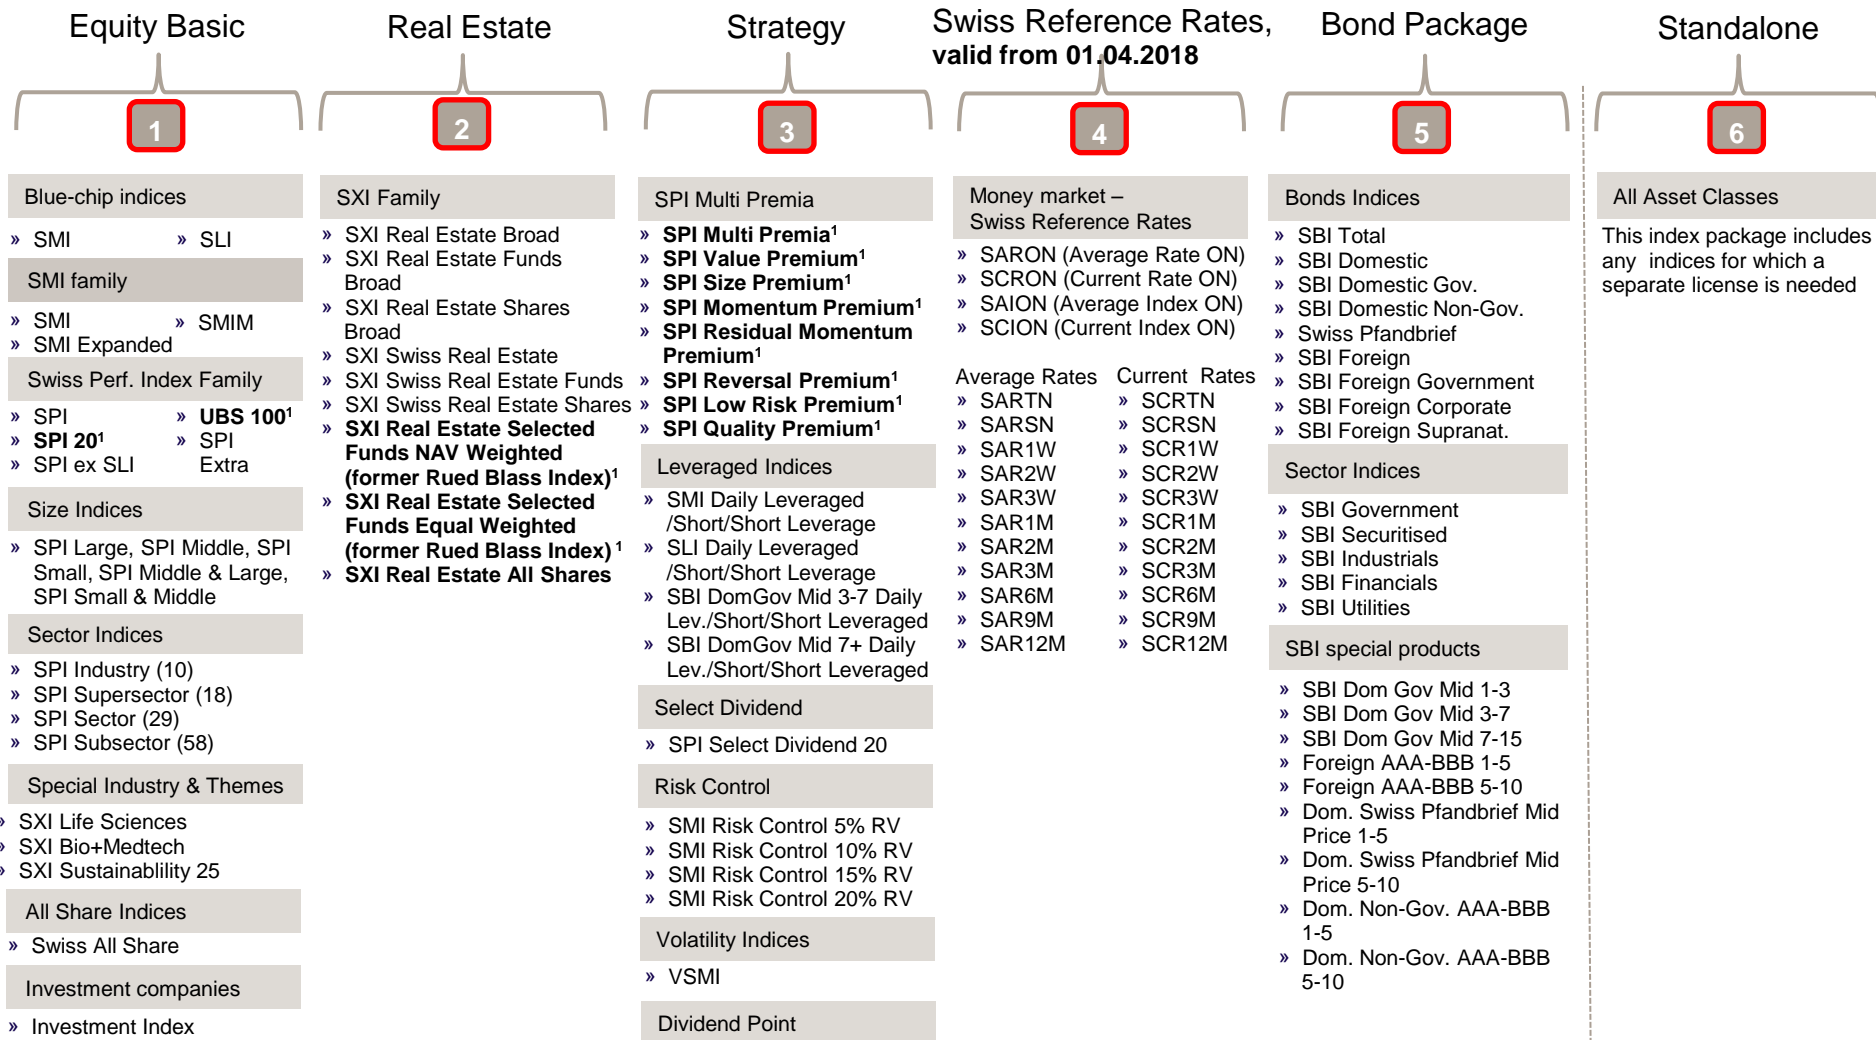 Equity Basic
1
Blue-chip indices
» SMI » SLI
SMI family
» SMI » SMIM
» SMI Expanded
Swiss Perf. Index Family
» SPI » UBS 100¹
» SPI 20¹ » SPI
» SPI ex SLI Extra
Size Indices
» SPI Large, SPI Middle, SPI
Small, SPI Middle & Large,
SPI Small & Middle
Sector Indices
» SPI Industry (10)
» SPI Supersector (18)
» SPI Sector (29)
» SPI Subsector (58)
Special Industry & Themes
» SXI Life Sciences
» SXI Bio+Medtech
» SXI Sustainablility 25
All Share Indices
» Swiss All Share
Investment companies
» Investment Index
Real Estate
2
SXI Family
» SXI Real Estate Broad
» SXI Real Estate Funds
Broad
» SXI Real Estate Shares
Broad
» SXI Swiss Real Estate
» SXI Swiss Real Estate Funds
» SXI Swiss Real Estate Shares
» SXI Real Estate Selected
Funds NAV Weighted
(former Rued Blass Index)¹
» SXI Real Estate Selected
Funds Equal Weighted
(former Rued Blass Index) ¹
» SXI Real Estate All Shares
Strategy
3
SPI Multi Premia
» SPI Multi Premia¹
» SPI Value Premium¹
» SPI Size Premium¹
» SPI Momentum Premium¹
» SPI Residual Momentum
Premium¹
» SPI Reversal Premium¹
» SPI Low Risk Premium¹
» SPI Quality Premium¹
Leveraged Indices
» SMI Daily Leveraged
/Short/Short Leverage
» SLI Daily Leveraged
/Short/Short Leverage
» SBI DomGov Mid 3-7 Daily
Lev./Short/Short Leveraged
» SBI DomGov Mid 7+ Daily
Lev./Short/Short Leveraged
Select Dividend
» SPI Select Dividend 20
Risk Control
» SMI Risk Control 5% RV
» SMI Risk Control 10% RV
» SMI Risk Control 15% RV
» SMI Risk Control 20% RV
Volatility Indices
» VSMI
Dividend Point
Swiss Reference Rates,
valid from 01.04.2018
4
Money market –
Swiss Reference Rates
» SARON (Average Rate ON)
» SCRON (Current Rate ON)
» SAION (Average Index ON)
» SCION (Current Index ON)
Average Rates Current Rates
» SARTN » SCRTN
» SARSN » SCRSN
» SAR1W » SCR1W
» SAR2W » SCR2W
» SAR3W » SCR3W
» SAR1M » SCR1M
» SAR2M » SCR2M
» SAR3M » SCR3M
» SAR6M » SCR6M
» SAR9M » SCR9M
» SAR12M » SCR12M
Bond Package
5
Bonds Indices
» SBI Total
» SBI Domestic
» SBI Domestic Gov.
» SBI Domestic Non-Gov.
» Swiss Pfandbrief
» SBI Foreign
» SBI Foreign Government
» SBI Foreign Corporate
» SBI Foreign Supranat.
Sector Indices
» SBI Government
» SBI Securitised
» SBI Industrials
» SBI Financials
» SBI Utilities
SBI special products
» SBI Dom Gov Mid 1-3
» SBI Dom Gov Mid 3-7
» SBI Dom Gov Mid 7-15
» Foreign AAA-BBB 1-5
» Foreign AAA-BBB 5-10
» Dom. Swiss Pfandbrief Mid
Price 1-5
» Dom. Swiss Pfandbrief Mid
Price 5-10
» Dom. Non-Gov. AAA-BBB
1-5
» Dom. Non-Gov. AAA-BBB
5-10
Standalone
6
All Asset Classes
This index package includes
any indices for which a
separate license is needed